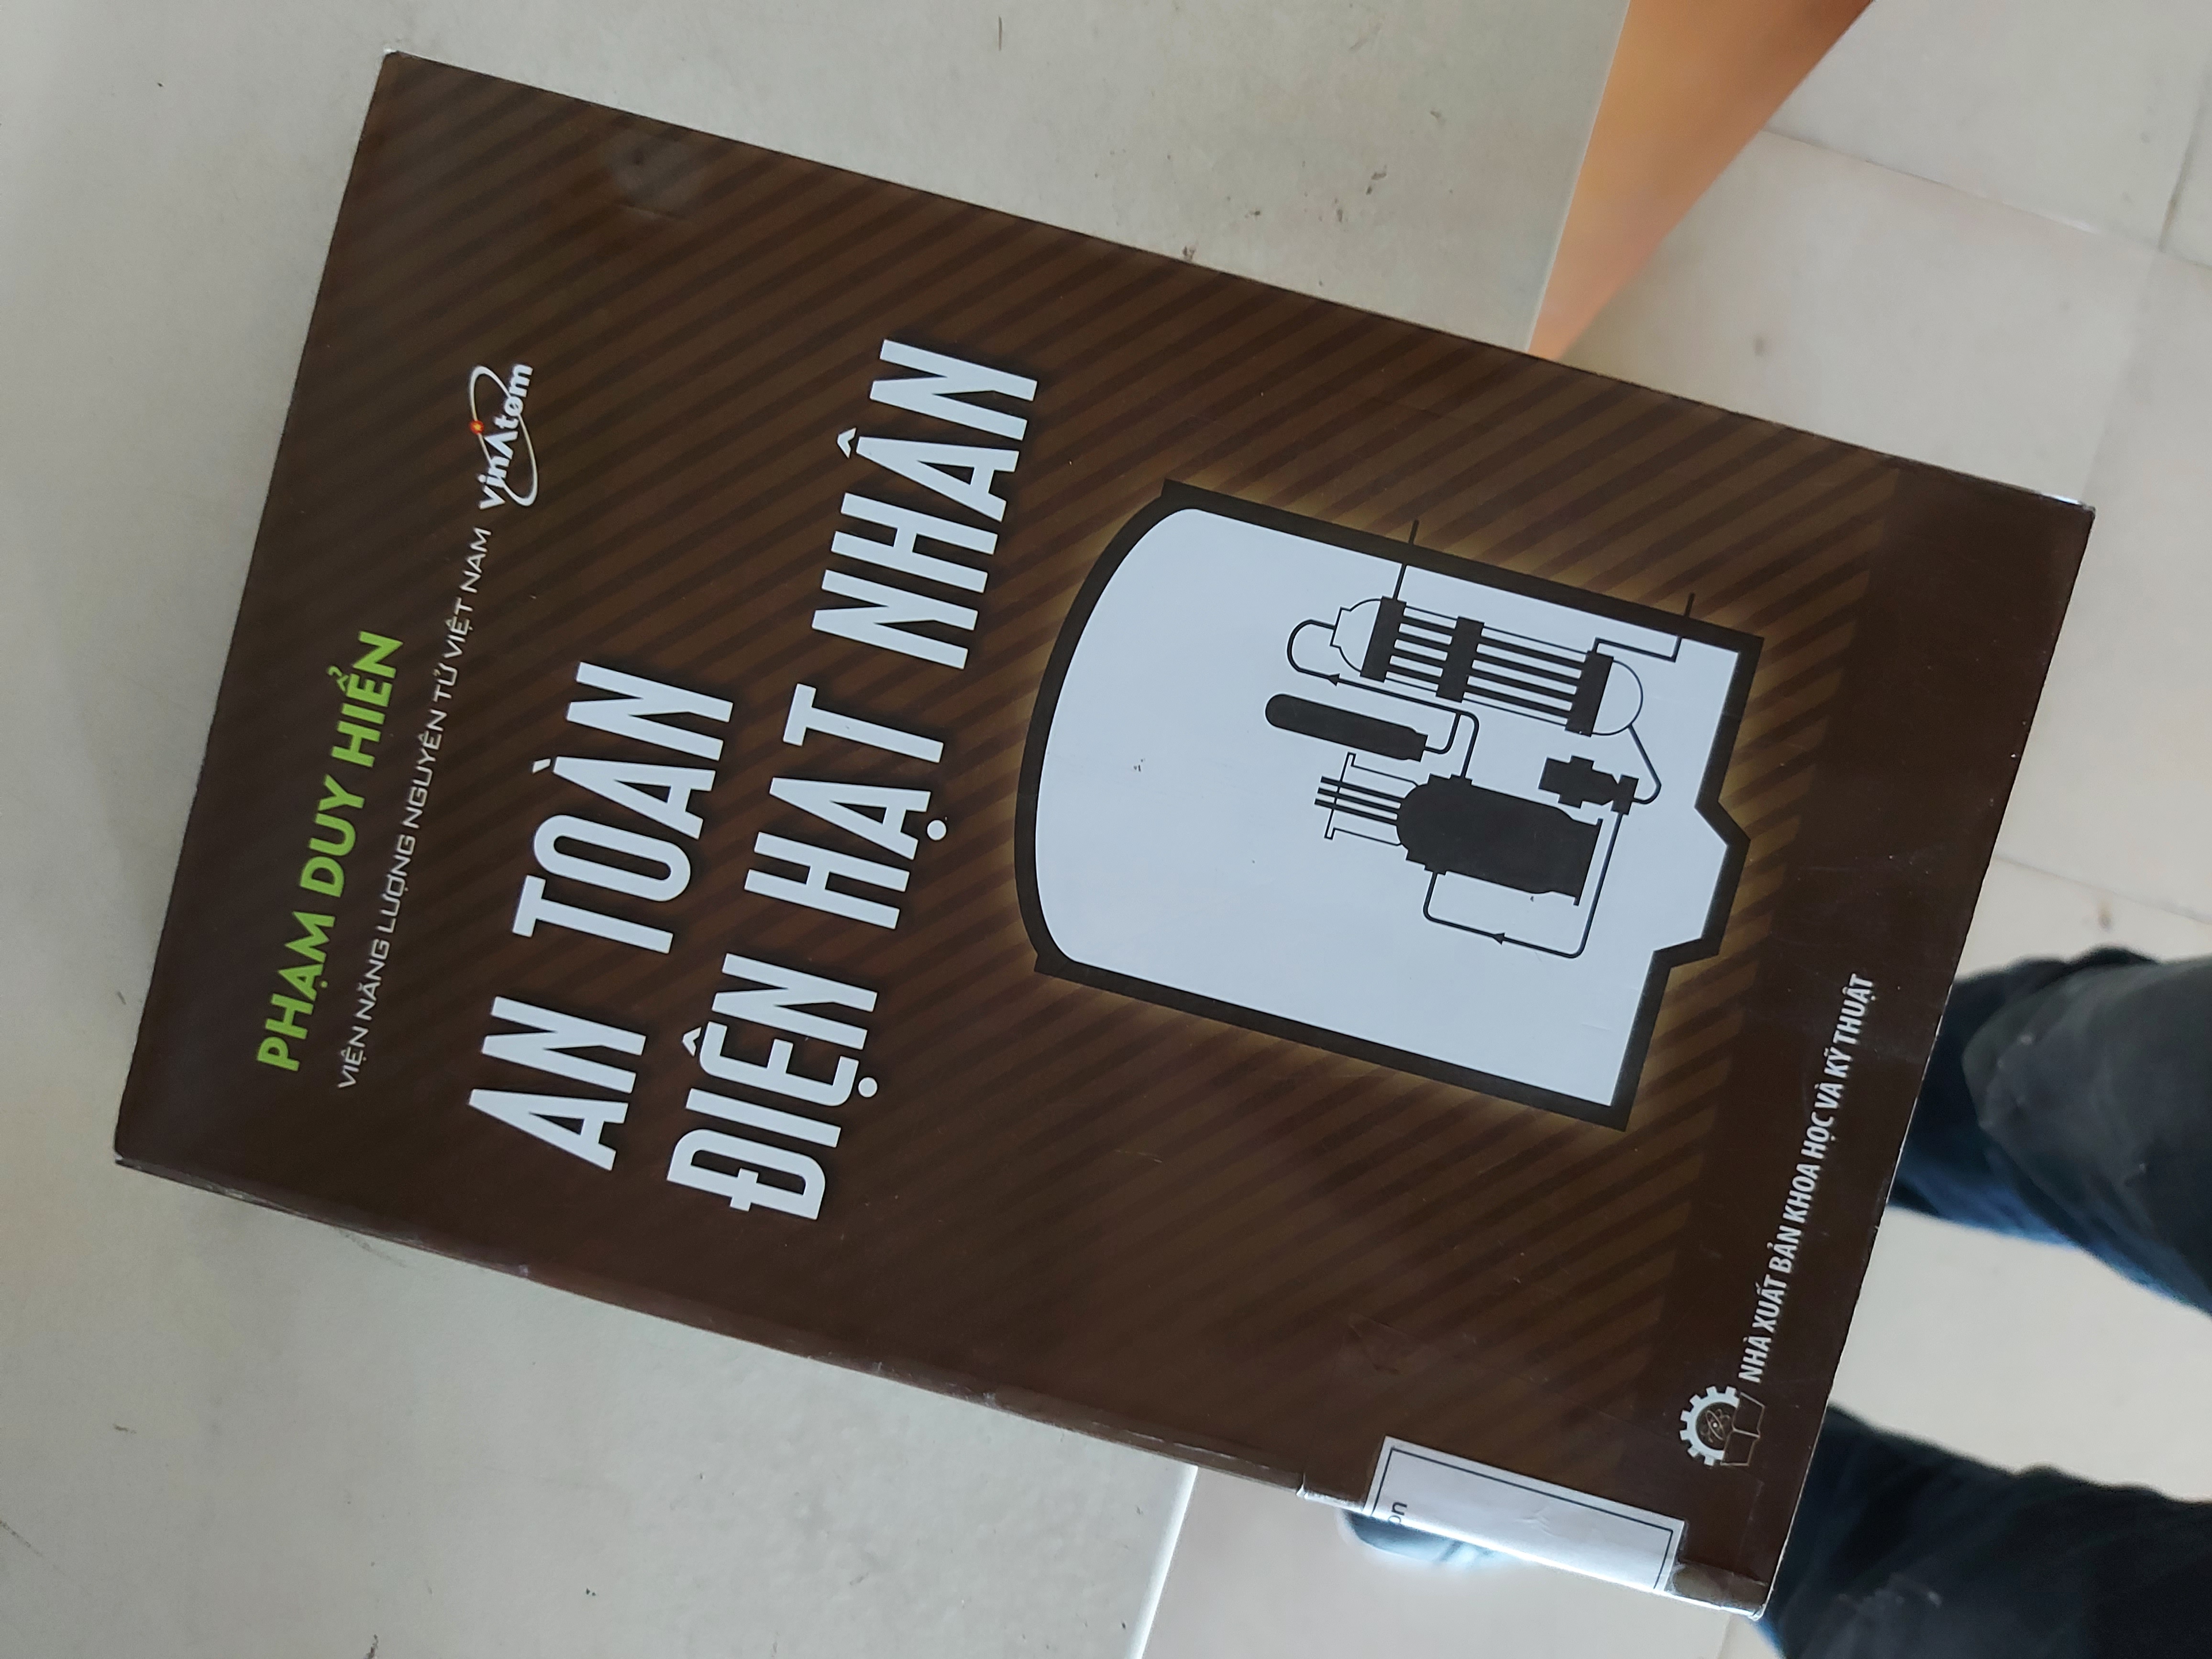 PHẠM DUY HIỂN
VIỆN NĂNG LƯỢNG NGUYÊN TỬ VIỆT NAM vinAtom
AN TOÀN
ĐIỆN HẠT NHÂN
NHÀ XUẤT BẢN KHOA HỌC VÀ KỸ THUẬT